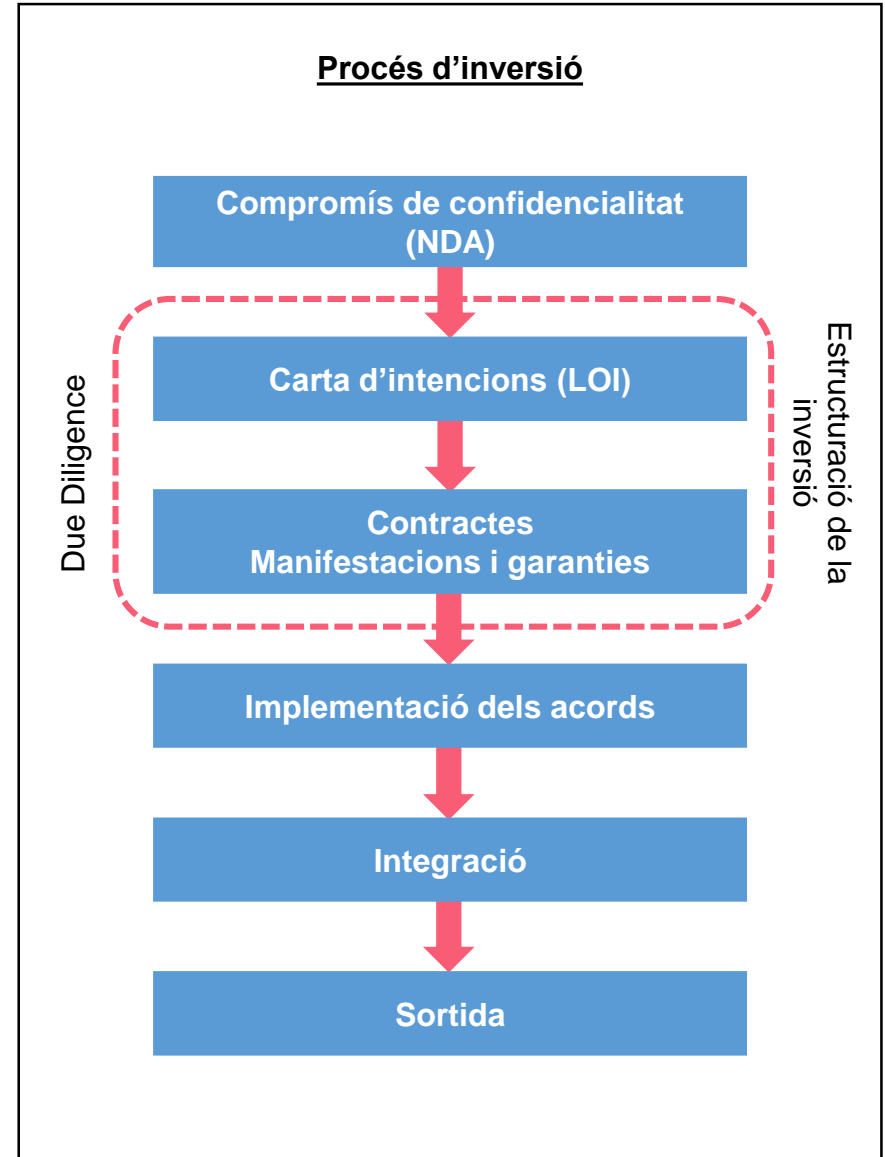 Procés d’inversió
Compromís de confidencialitat
(NDA)
Carta d’intencions (LOI)
Contractes
Manifestacions i garanties
Due Diligence
Estructuració de la
inversió
Implementació dels acords
Integració
Sortida